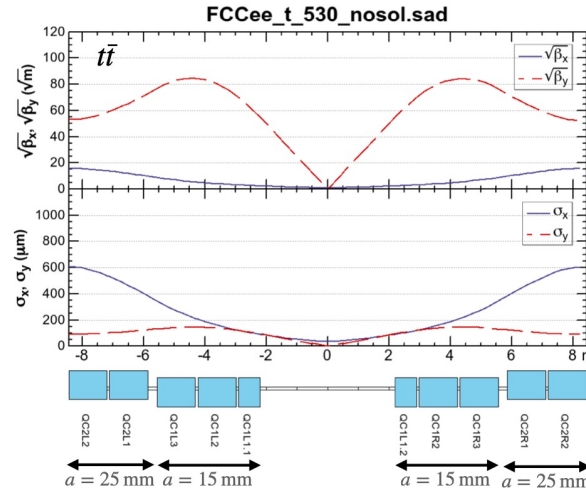 FCCee_t_530_nosol.sad
tt̄
√βx
√βy
√βx, √βy (√m)
120
100
80
60
40
20
0
σx
σy
σx, σy (μm)
1000
800
600
400
200
0
-8 -6 -4 -2 0 2 4 6 8 m
QC2L2 QC2L1 QC1L3 QC1L2 QC1L1.1 QC1L1.2 QC1R2 QC1R3 QC2R1 QC2R2
a = 25 mm a = 15 mm a = 15 mm a = 25 mm